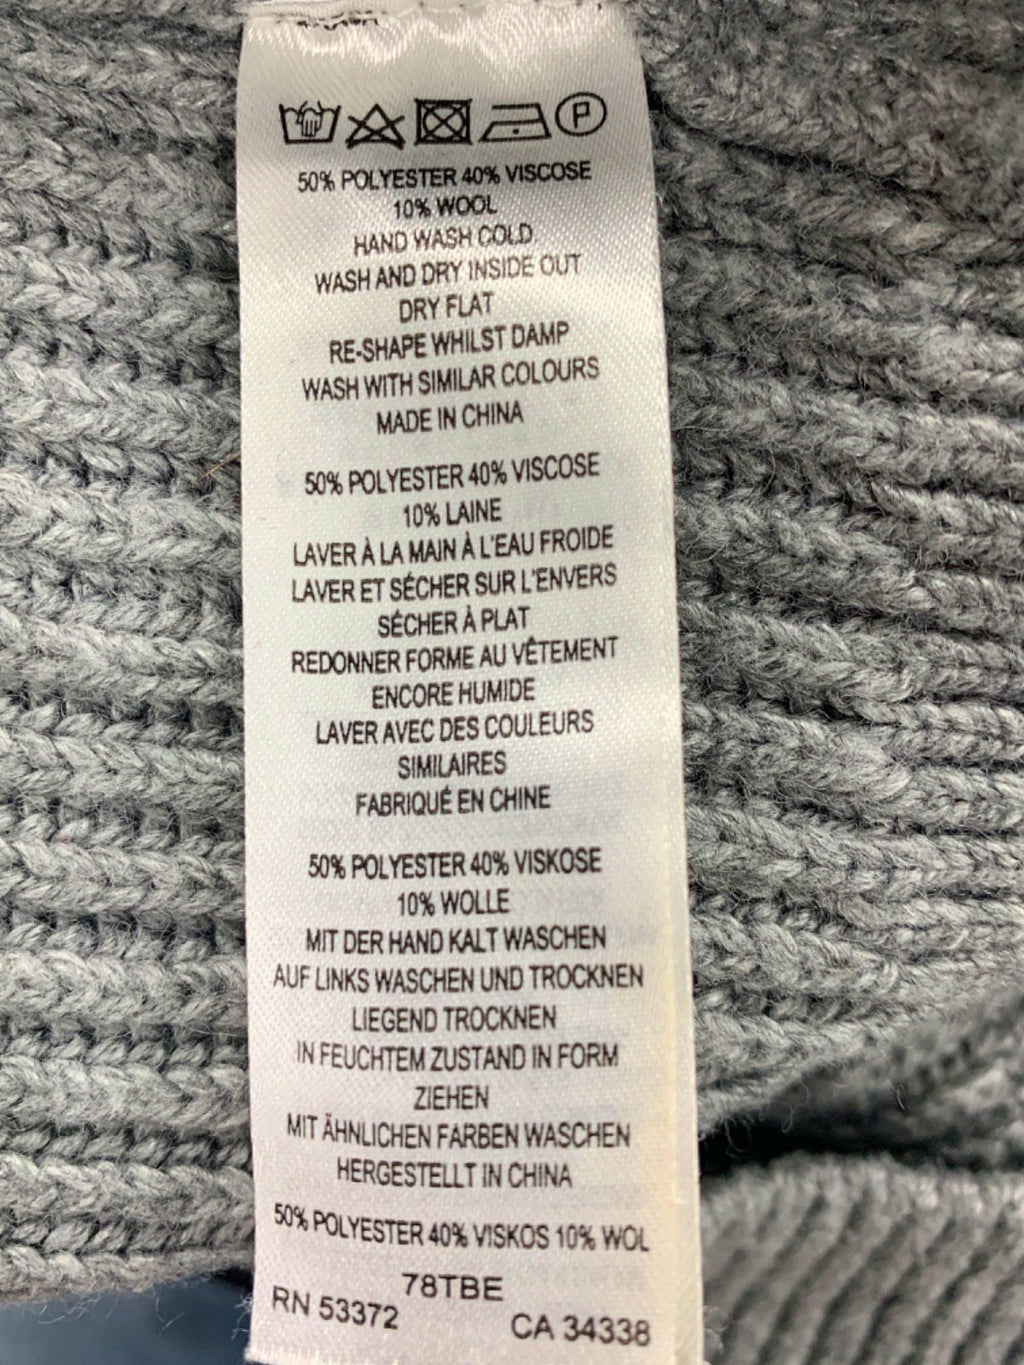 P
50% POLYESTER 40% VISCOSE
10% WOOL
HAND WASH COLD
WASH AND DRY INSIDE OUT
DRY FLAT
RE-SHAPE WHILST DAMP
WASH WITH SIMILAR COLOURS
MADE IN CHINA
50% POLYESTER 40% VISCOSE
10% LAINE
LAVER À LA MAIN À L'EAU FROIDE
LAVER ET SÉCHER SUR L'ENVERS
SÉCHER À PLAT
REDONNER FORME AU VÊTEMENT
ENCORE HUMIDE
LAVER AVEC DES COULEURS
SIMILAIRES
FABRIQUÉ EN CHINE
50% POLYESTER 40% VISKOSE
10% WOLLE
MIT DER HAND KALT WASCHEN
AUF LINKS WASCHEN UND TROCKNEN
LIEGEND TROCKNEN
IN FEUCHTEM ZUSTAND IN FORM
ZIEHEN
MIT ÄHNLICHEN FARBEN WASCHEN
HERGESTELLT IN CHINA
50% POLYESTER 40% VISKOS 10% WOL
78TBE
RN 53372 CA 34338